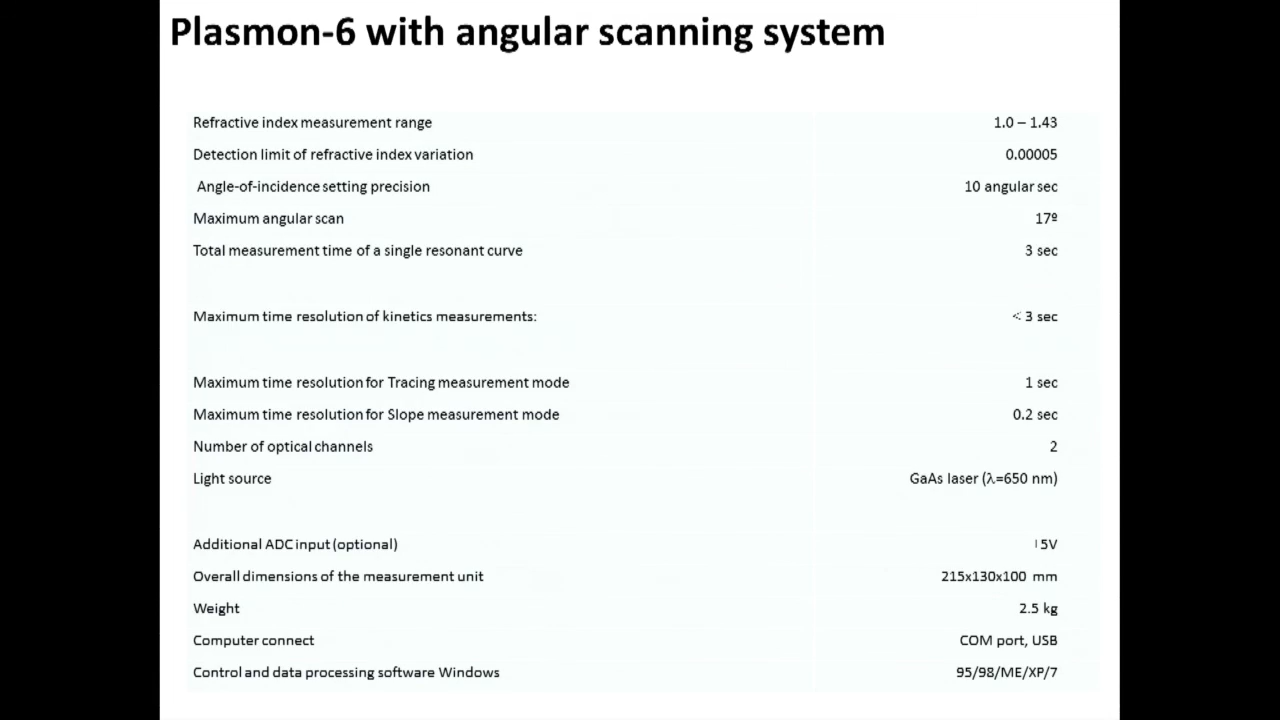 Plasmon-6 with angular scanning system
Refractive index measurement range 1.0 – 1.43
Detection limit of refractive index variation 0.00005
Angle-of-incidence setting precision 10 angular sec
Maximum angular scan 17º
Total measurement time of a single resonant curve 3 sec
Maximum time resolution of kinetics measurements: < 3 sec
Maximum time resolution for Tracing measurement mode 1 sec
Maximum time resolution for Slope measurement mode 0.2 sec
Number of optical channels 2
Light source GaAs laser (λ=650 nm)
Additional ADC input (optional) 5V
Overall dimensions of the measurement unit 215x130x100 mm
Weight 2.5 kg
Computer connect COM port, USB
Control and data processing software Windows 95/98/ME/XP/7